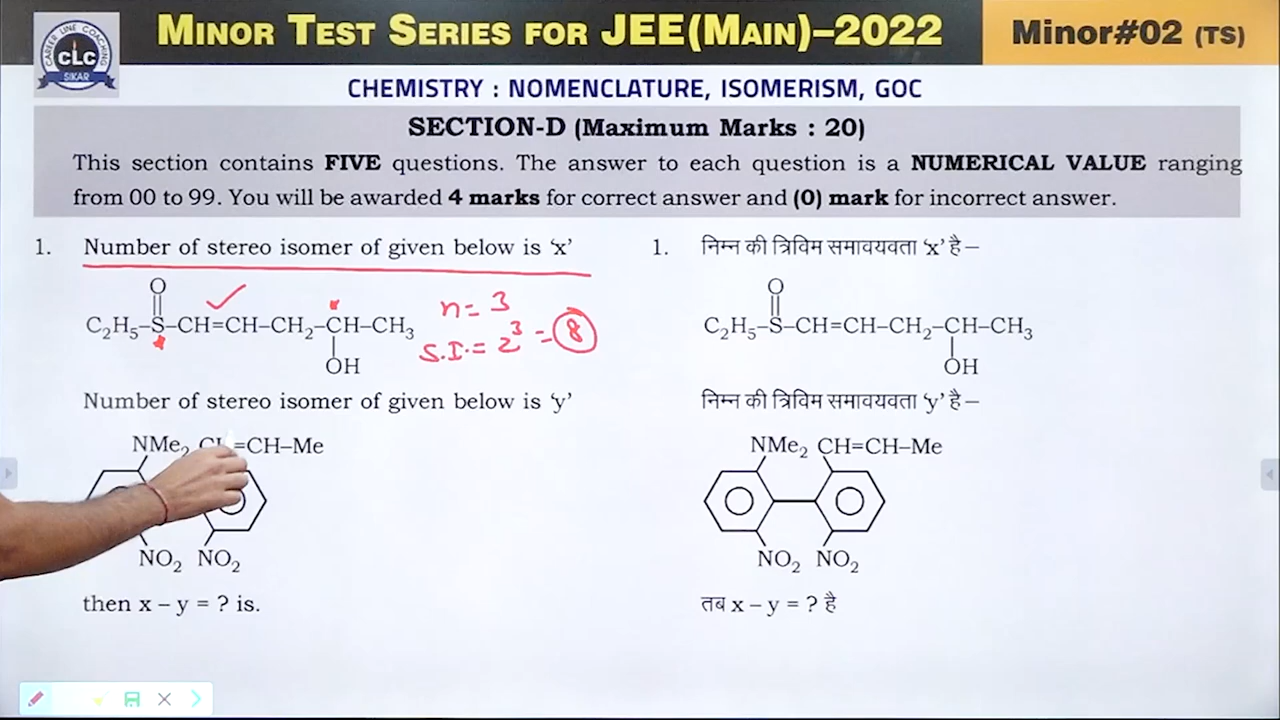 CAREER LINE COACHING
CLC
SIKAR
MINOR TEST SERIES FOR JEE(MAIN)–2022
Minor#02 (TS)
CHEMISTRY : NOMENCLATURE, ISOMERISM, GOC
SECTION-D (Maximum Marks : 20)
This section contains FIVE questions. The answer to each question is a NUMERICAL VALUE ranging
from 00 to 99. You will be awarded 4 marks for correct answer and (0) mark for incorrect answer.
1. Number of stereo isomer of given below is 'x'
O
C₂H₅–S–CH=CH–CH₂–CH–CH₃
OH
n = 3
S.I. = 2³ = 8
Number of stereo isomer of given below is 'y'
NMe₂ =CH–Me
NO₂ NO₂
then x – y = ? is.
1. निम्न की त्रिविम समावयवता 'x' है –
O
C₂H₅–S–CH=CH–CH₂–CH–CH₃
OH
निम्न की त्रिविम समावयवता 'y' है –
NMe₂ CH=CH–Me
NO₂ NO₂
तब x – y = ? है